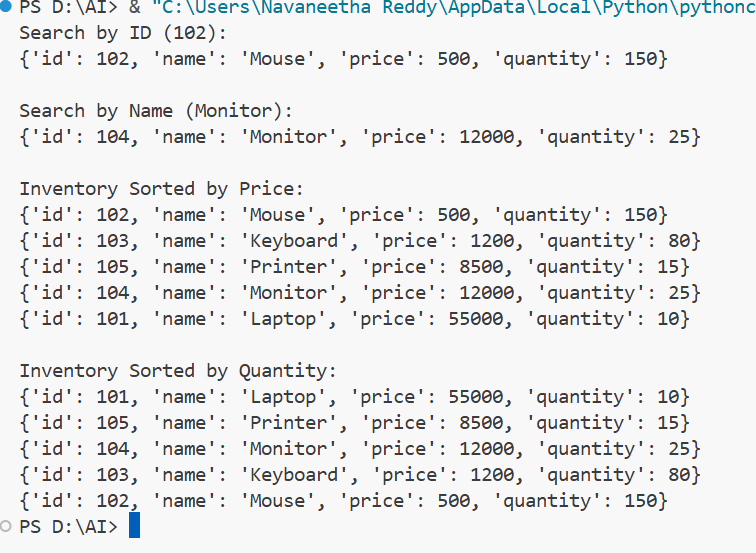 PS D:\AI> & "C:\Users\Navaneetha Reddy\AppData\Local\Python\pythonc
Search by ID (102):
{'id': 102, 'name': 'Mouse', 'price': 500, 'quantity': 150}

Search by Name (Monitor):
{'id': 104, 'name': 'Monitor', 'price': 12000, 'quantity': 25}

Inventory Sorted by Price:
{'id': 102, 'name': 'Mouse', 'price': 500, 'quantity': 150}
{'id': 103, 'name': 'Keyboard', 'price': 1200, 'quantity': 80}
{'id': 105, 'name': 'Printer', 'price': 8500, 'quantity': 15}
{'id': 104, 'name': 'Monitor', 'price': 12000, 'quantity': 25}
{'id': 101, 'name': 'Laptop', 'price': 55000, 'quantity': 10}

Inventory Sorted by Quantity:
{'id': 101, 'name': 'Laptop', 'price': 55000, 'quantity': 10}
{'id': 105, 'name': 'Printer', 'price': 8500, 'quantity': 15}
{'id': 104, 'name': 'Monitor', 'price': 12000, 'quantity': 25}
{'id': 103, 'name': 'Keyboard', 'price': 1200, 'quantity': 80}
{'id': 102, 'name': 'Mouse', 'price': 500, 'quantity': 150}
PS D:\AI>